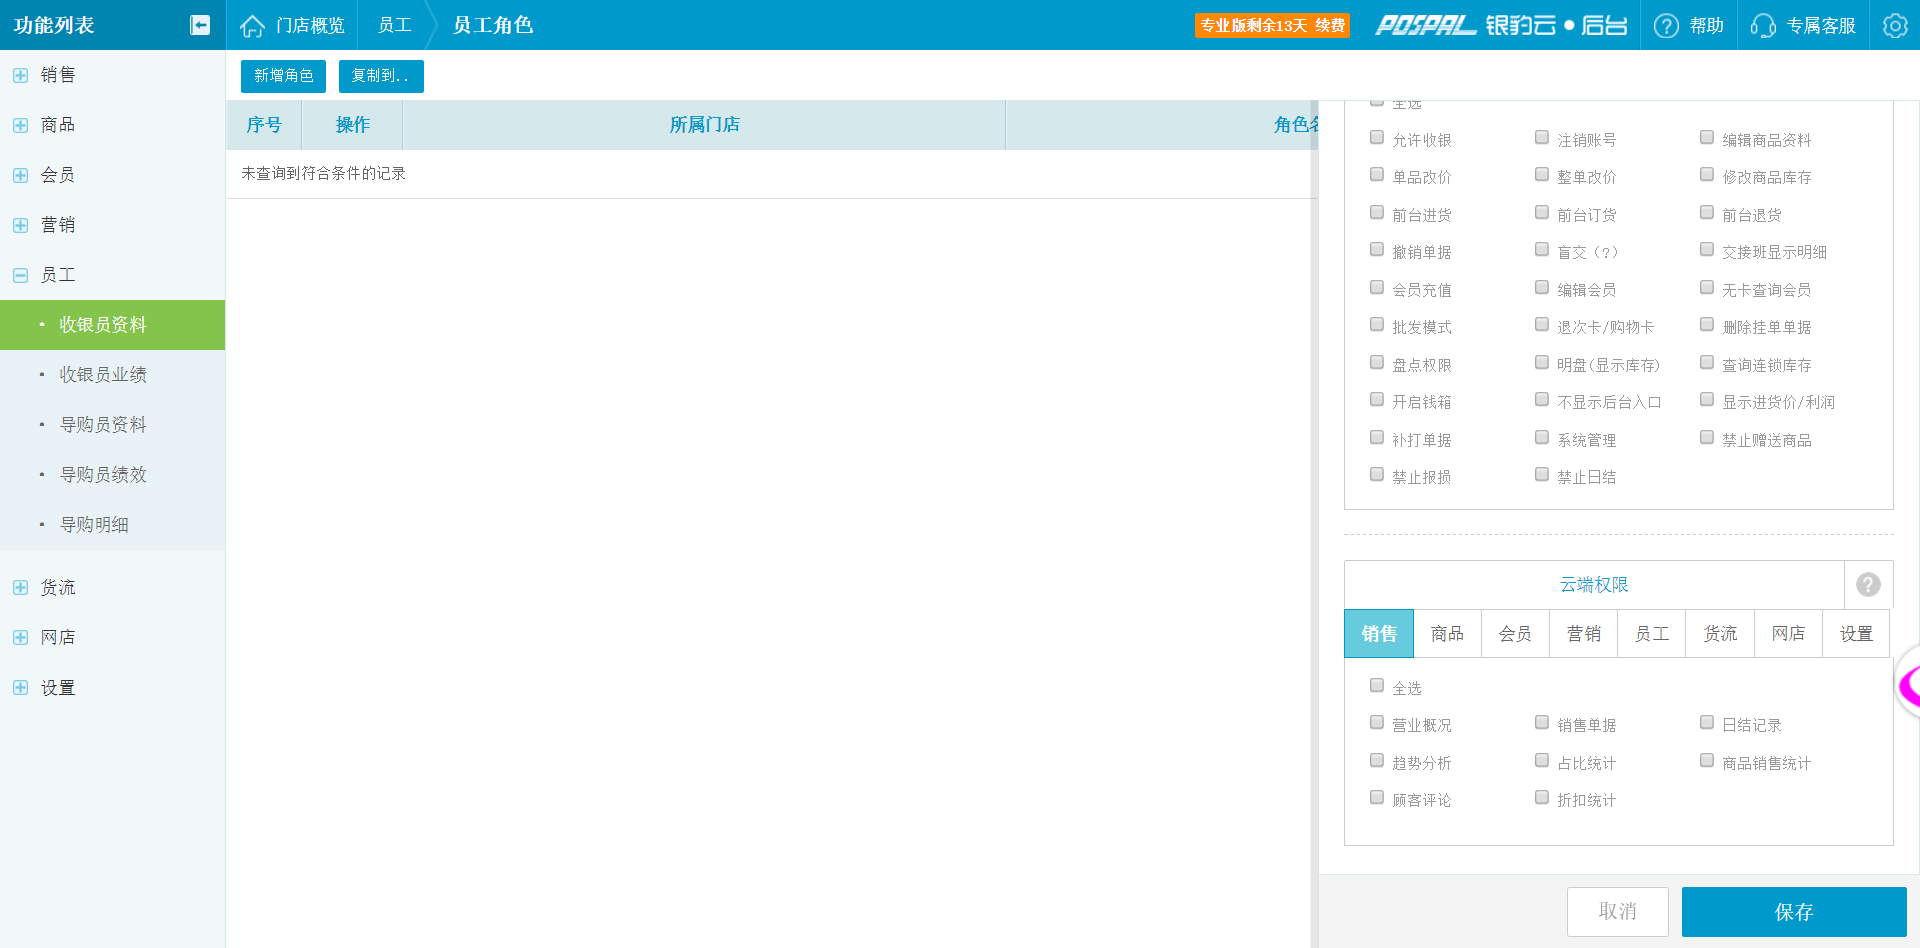 功能列表
门店概览
员工
员工角色
专业版剩余13天 续费
POSPAL 银豹云●后台
帮助
专属客服
销售
商品
会员
营销
员工
收银员资料
收银员业绩
导购员资料
导购员绩效
导购明细
货流
网店
设置
新增角色
复制到..
序号 操作 所属门店 角色名
未查询到符合条件的记录
全选
允许收银 注销账号 编辑商品资料
单品改价 整单改价 修改商品库存
前台进货 前台订货 前台退货
撤销单据 盲交（?） 交接班显示明细
会员充值 编辑会员 无卡查询会员
批发模式 退次卡/购物卡 删除挂单单据
盘点权限 明盘(显示库存) 查询连锁库存
开启钱箱 不显示后台入口 显示进货价/利润
补打单据 系统管理 禁止赠送商品
禁止报损 禁止日结
云端权限
?
销售 商品 会员 营销 员工 货流 网店 设置
全选
营业概况 销售单据 日结记录
趋势分析 占比统计 商品销售统计
顾客评论 折扣统计
取消 保存